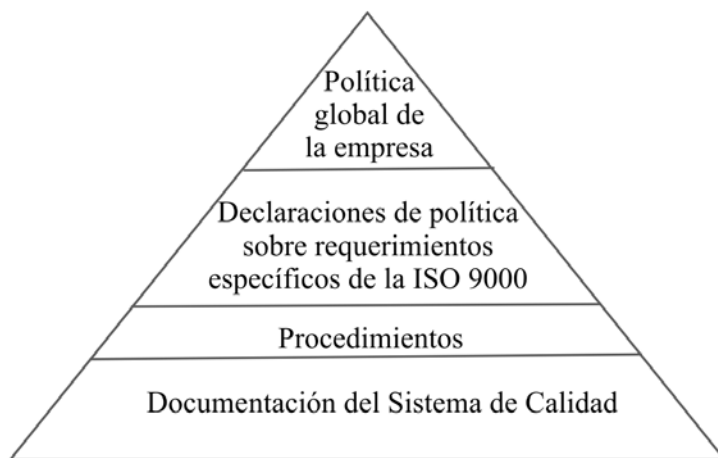 Política
global de
la empresa
Declaraciones de política
sobre requerimientos
específicos de la ISO 9000
Procedimientos
Documentación del Sistema de Calidad